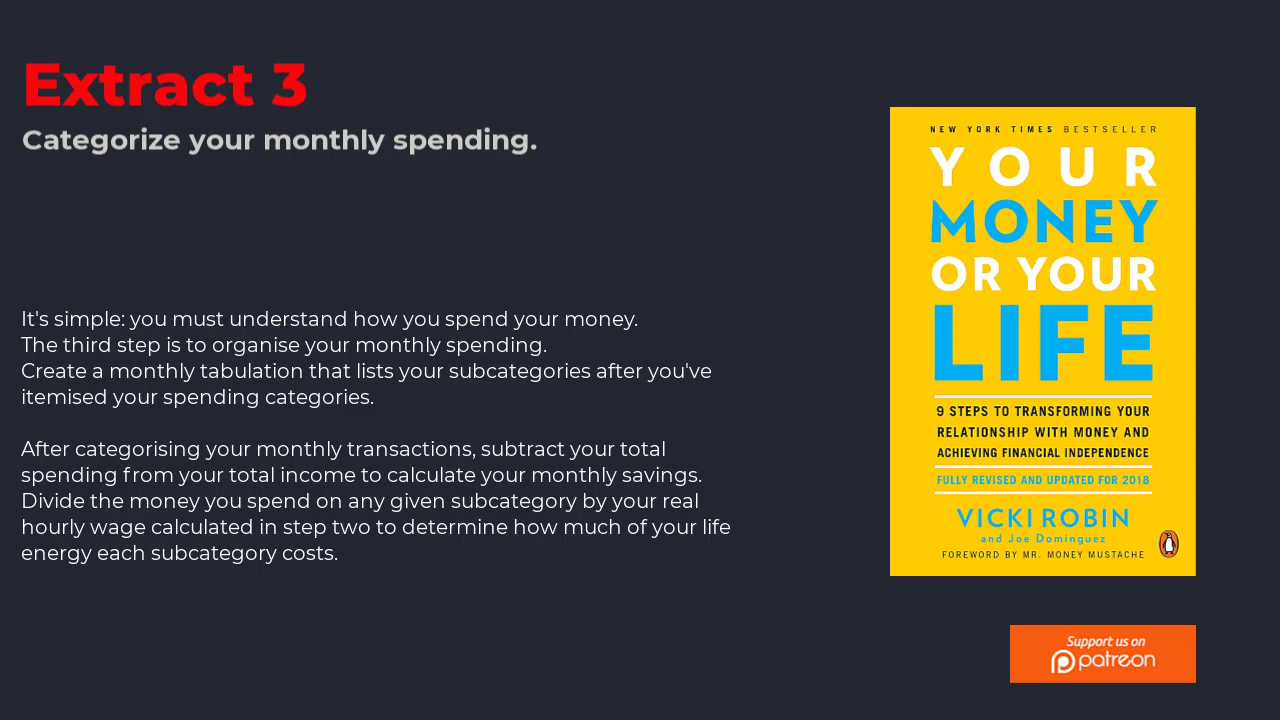 Extract 3
Categorize your monthly spending.
It's simple: you must understand how you spend your money.
The third step is to organise your monthly spending.
Create a monthly tabulation that lists your subcategories after you've
itemised your spending categories.
After categorising your monthly transactions, subtract your total
spending from your total income to calculate your monthly savings.
Divide the money you spend on any given subcategory by your real
hourly wage calculated in step two to determine how much of your life
energy each subcategory costs.
NEW YORK TIMES BESTSELLER
YOUR
MONEY
OR YOUR
LIFE
9 STEPS TO TRANSFORMING YOUR
RELATIONSHIP WITH MONEY AND
ACHIEVING FINANCIAL INDEPENDENCE
FULLY REVISED AND UPDATED FOR 2018
VICKI ROBIN
and Joe Dominguez
FOREWORD BY MR. MONEY MUSTACHE
Support us on
patreon